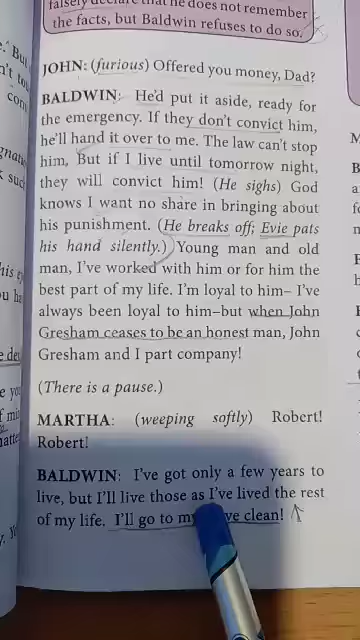 falsely declare that he does not remember
the facts, but Baldwin refuses to do so.
JOHN: (furious) Offered you money, Dad?
BALDWIN: He'd put it aside, ready for
the emergency. If they don't convict him,
he'll hand it over to me. The law can't stop
him, But if I live until tomorrow night,
they will convict him! (He sighs) God
knows I want no share in bringing about
his punishment. (He breaks off; Evie pats
his hand silently.) Young man and old
man, I've worked with him or for him the
best part of my life. I'm loyal to him– I've
always been loyal to him–but when John
Gresham ceases to be an honest man, John
Gresham and I part company!
(There is a pause.)
MARTHA: (weeping softly) Robert!
Robert!
BALDWIN: I've got only a few years to
live, but I'll live those as I've lived the rest
of my life. I'll go to my clean!